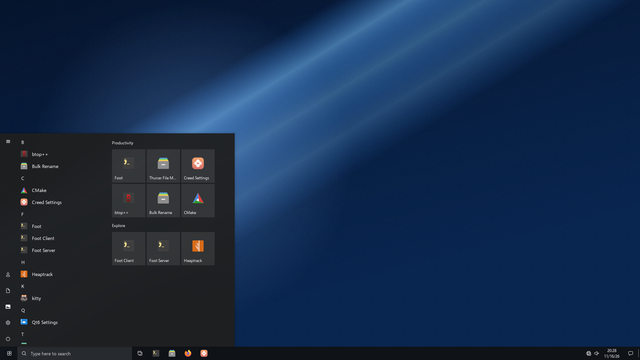 B
btop++
Bulk Rename
C
CMake
Creed Settings
F
Foot
Foot Client
Foot Server
H
Heaptrack
K
kitty
Q
Qt6 Settings
T
Productivity
Foot
Thunar File M...
Creed Settings
btop++
Bulk Rename
CMake
Explore
Foot Client
Foot Server
Heaptrack
Type here to search
20:28
11/16/20